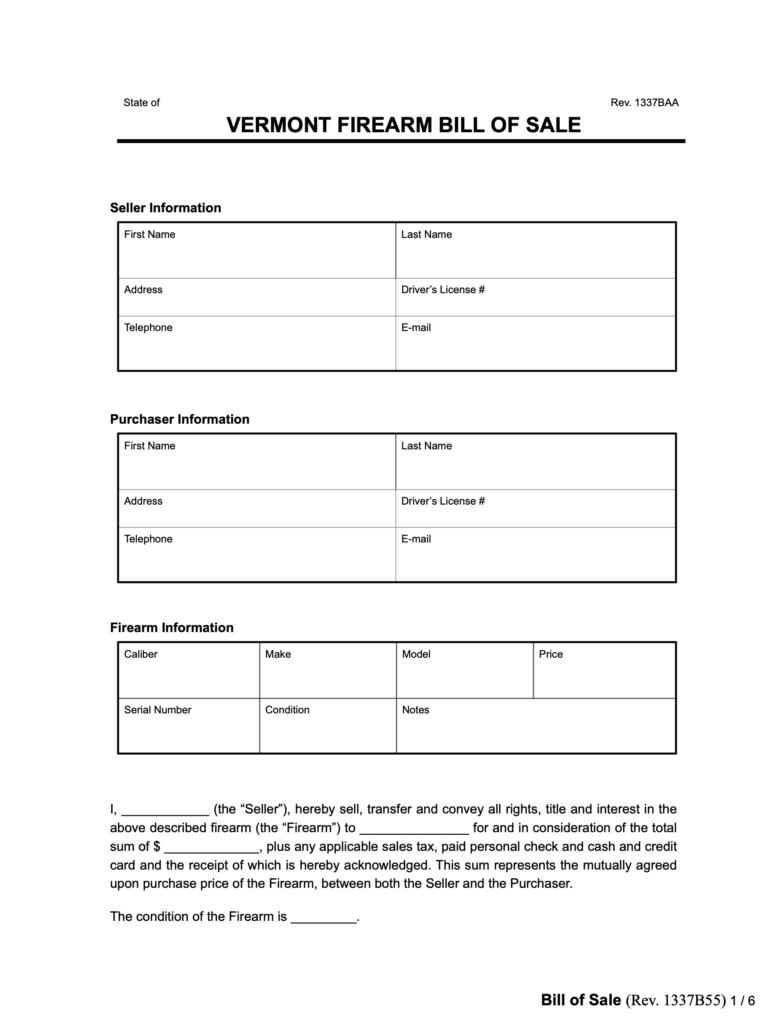 State of Rev. 1337BAA
VERMONT FIREARM BILL OF SALE
Seller Information
First Name Last Name
Address Driver’s License #
Telephone E-mail
Purchaser Information
First Name Last Name
Address Driver’s License #
Telephone E-mail
Firearm Information
Caliber Make Model Price
Serial Number Condition Notes
I, ____________ (the “Seller”), hereby sell, transfer and convey all rights, title and interest in the
above described firearm (the “Firearm”) to _______________ for and in consideration of the total
sum of $ _____________, plus any applicable sales tax, paid personal check and cash and credit
card and the receipt of which is hereby acknowledged. This sum represents the mutually agreed
upon purchase price of the Firearm, between both the Seller and the Purchaser.
The condition of the Firearm is _________.
Bill of Sale (Rev. 1337B55) 1 / 6